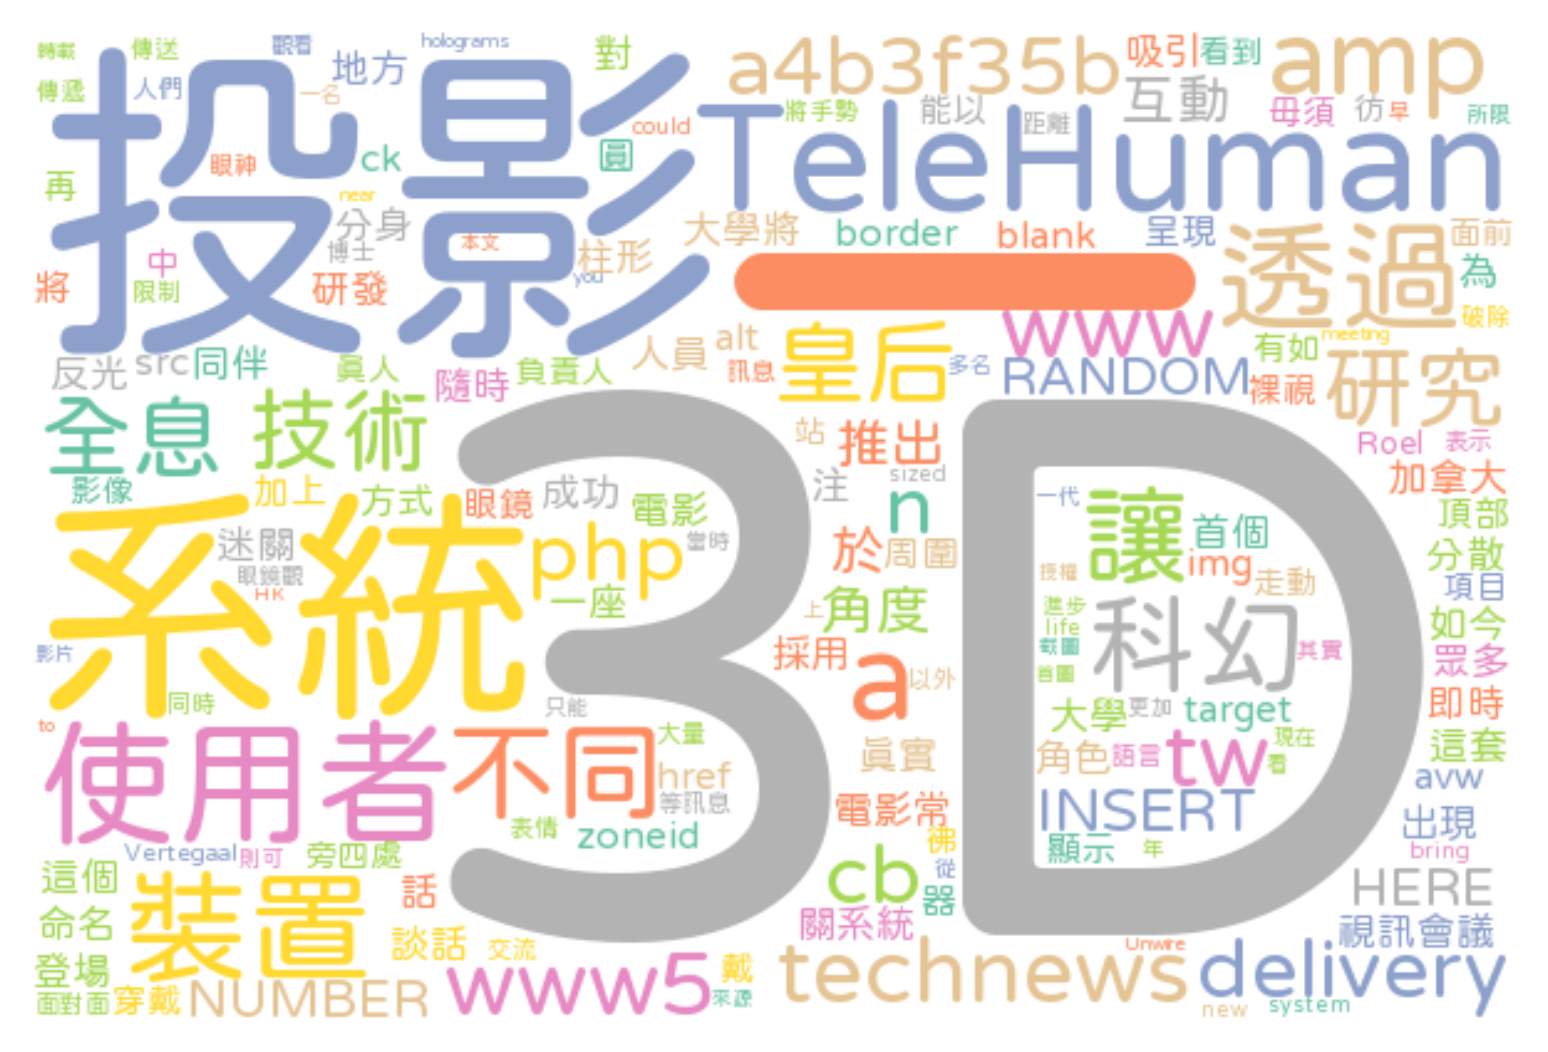 轉載 傳送 觀看 地方 holograms 對 a4b3f35b 吸引 看到 amp
傳遞 人們 一名 投影 could 將手勢 能以 距離 互動 毋須 彷 早 所限
眼神 ck 圓 TeleHuman
再 near 分身 大學將 border blank 呈現 透過 面前
中 博士 本文 柱形 you 為
將 限制 研發 一 www 破除
反光 src 同伴 真人 隨時 負責人 人員 alt 訊息 皇后 多名 RANDOM 有如 meeting 裸視 研究
全息 技術 3D 站 推出 Roel 表示
影像 加上 方式 眼鏡 成功 電影 注 sized n 一代 讓 首個 加拿大 頂部
系統 迷關 眼鏡觀 HK php 當時 於 周圍 授權 img 走動 分散 項目
一座 上 角度 進步 life 科幻 如今
影片 採用 a 以外 截圖 首圖 其實 眾多
同時 只能 大學 更加 target 即時
to 使用者 不同 大量 href 等訊息 真實 角色 語言 tw 現在 看 這套 avw
表情 zoneid 電影常 INSERT 出現
Vertegaal 則可 旁四處 彿 顯示 年 bring
這個 裝置 話 cb 從 器 HERE
命名 談話 交流 關系統 視訊會議
登場 www5 戴 technews Unwire delivery
面對面 穿戴 NUMBER 來源 new system